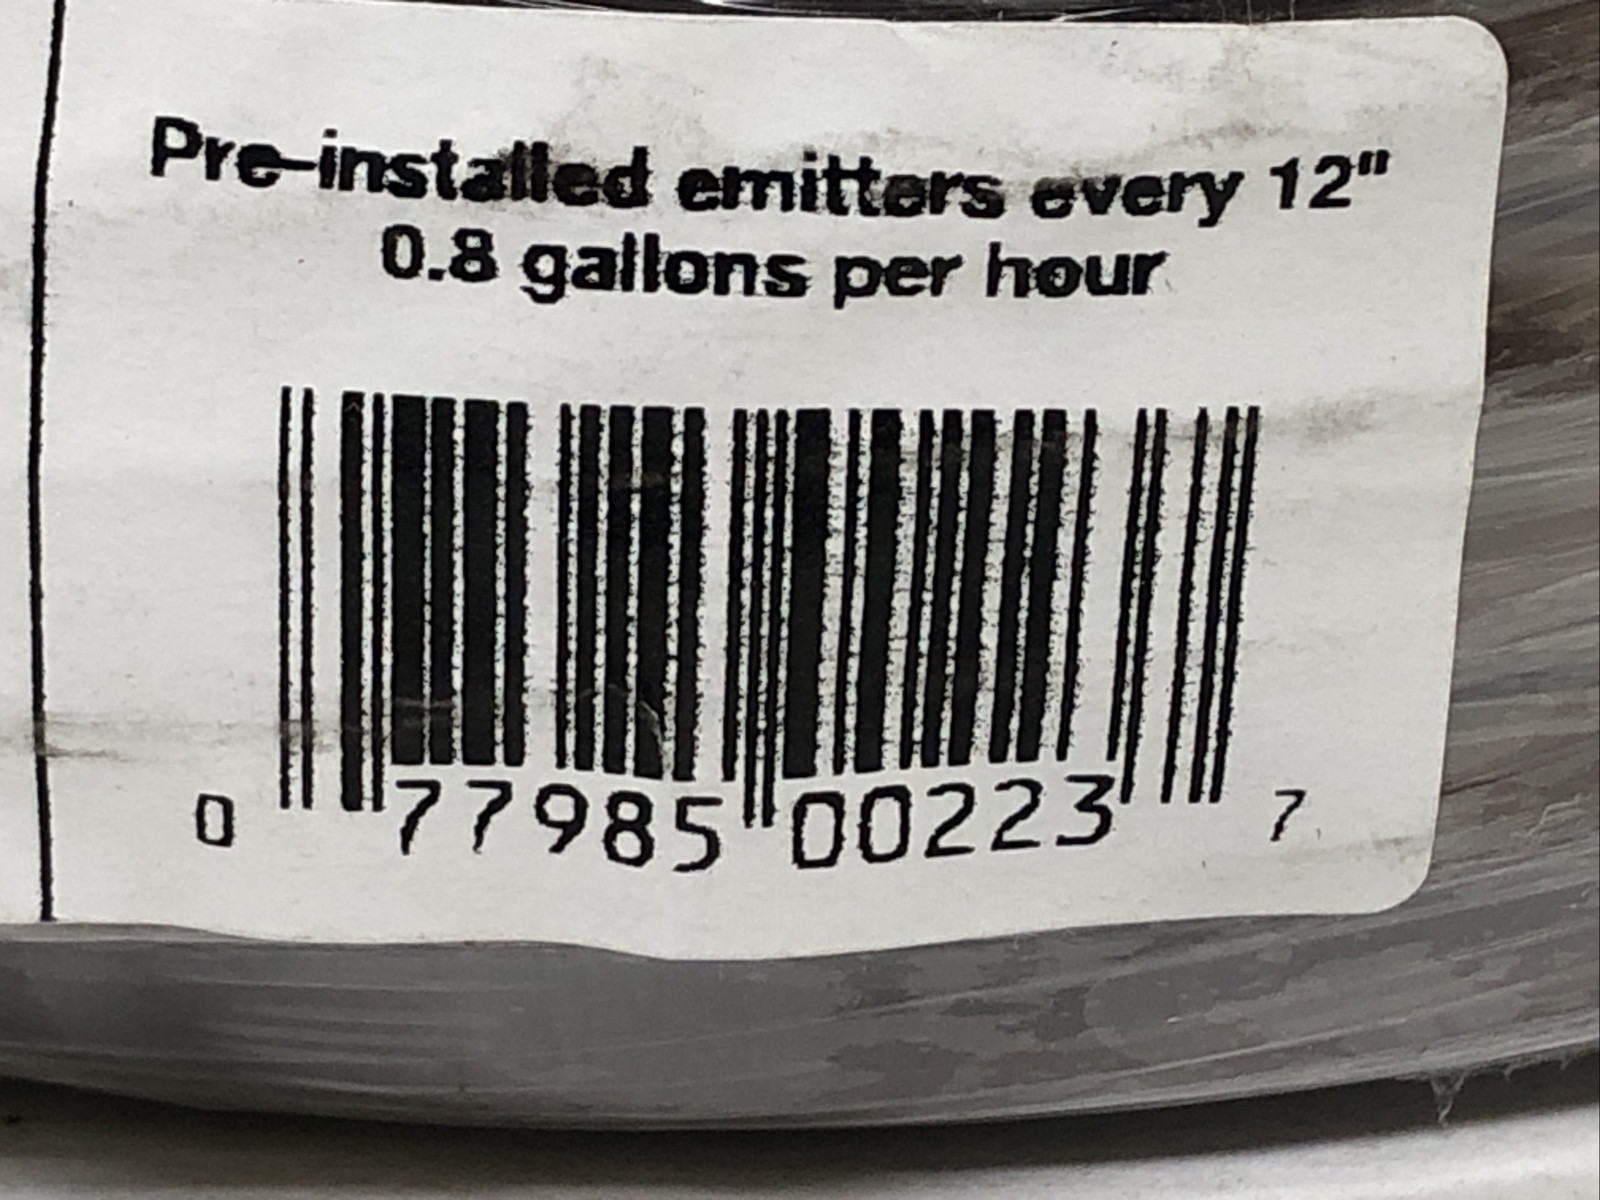 Pre-installed emitters every 12"
0.8 gallons per hour
0 77985 00223 7